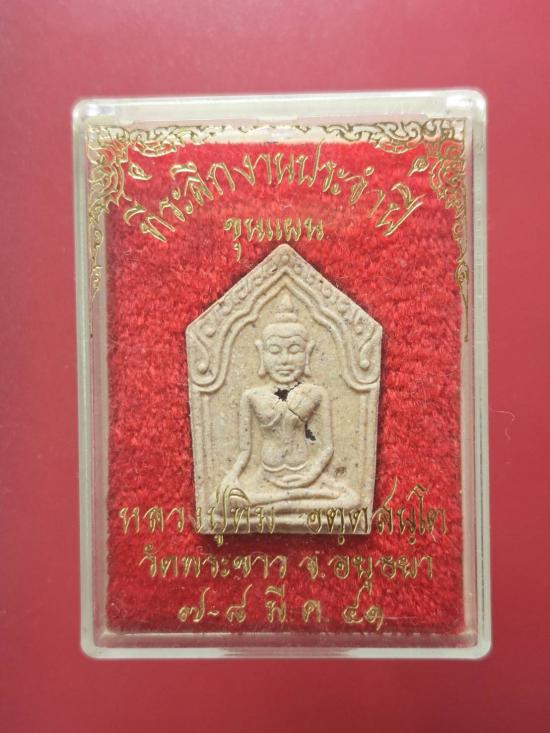 ที่ระลึกงานประจำปี
ขุนแผน
หลวงปู่ทิม อตฺตสนฺโต
วัดพระขาว จ.อยุธยา
๗-๘ มี.ค. ๔๑